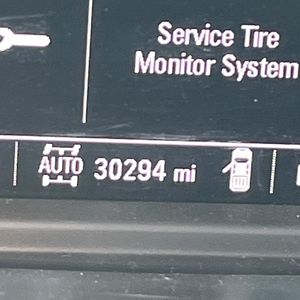 Service Tire
Monitor System
AUTO 30294 mi